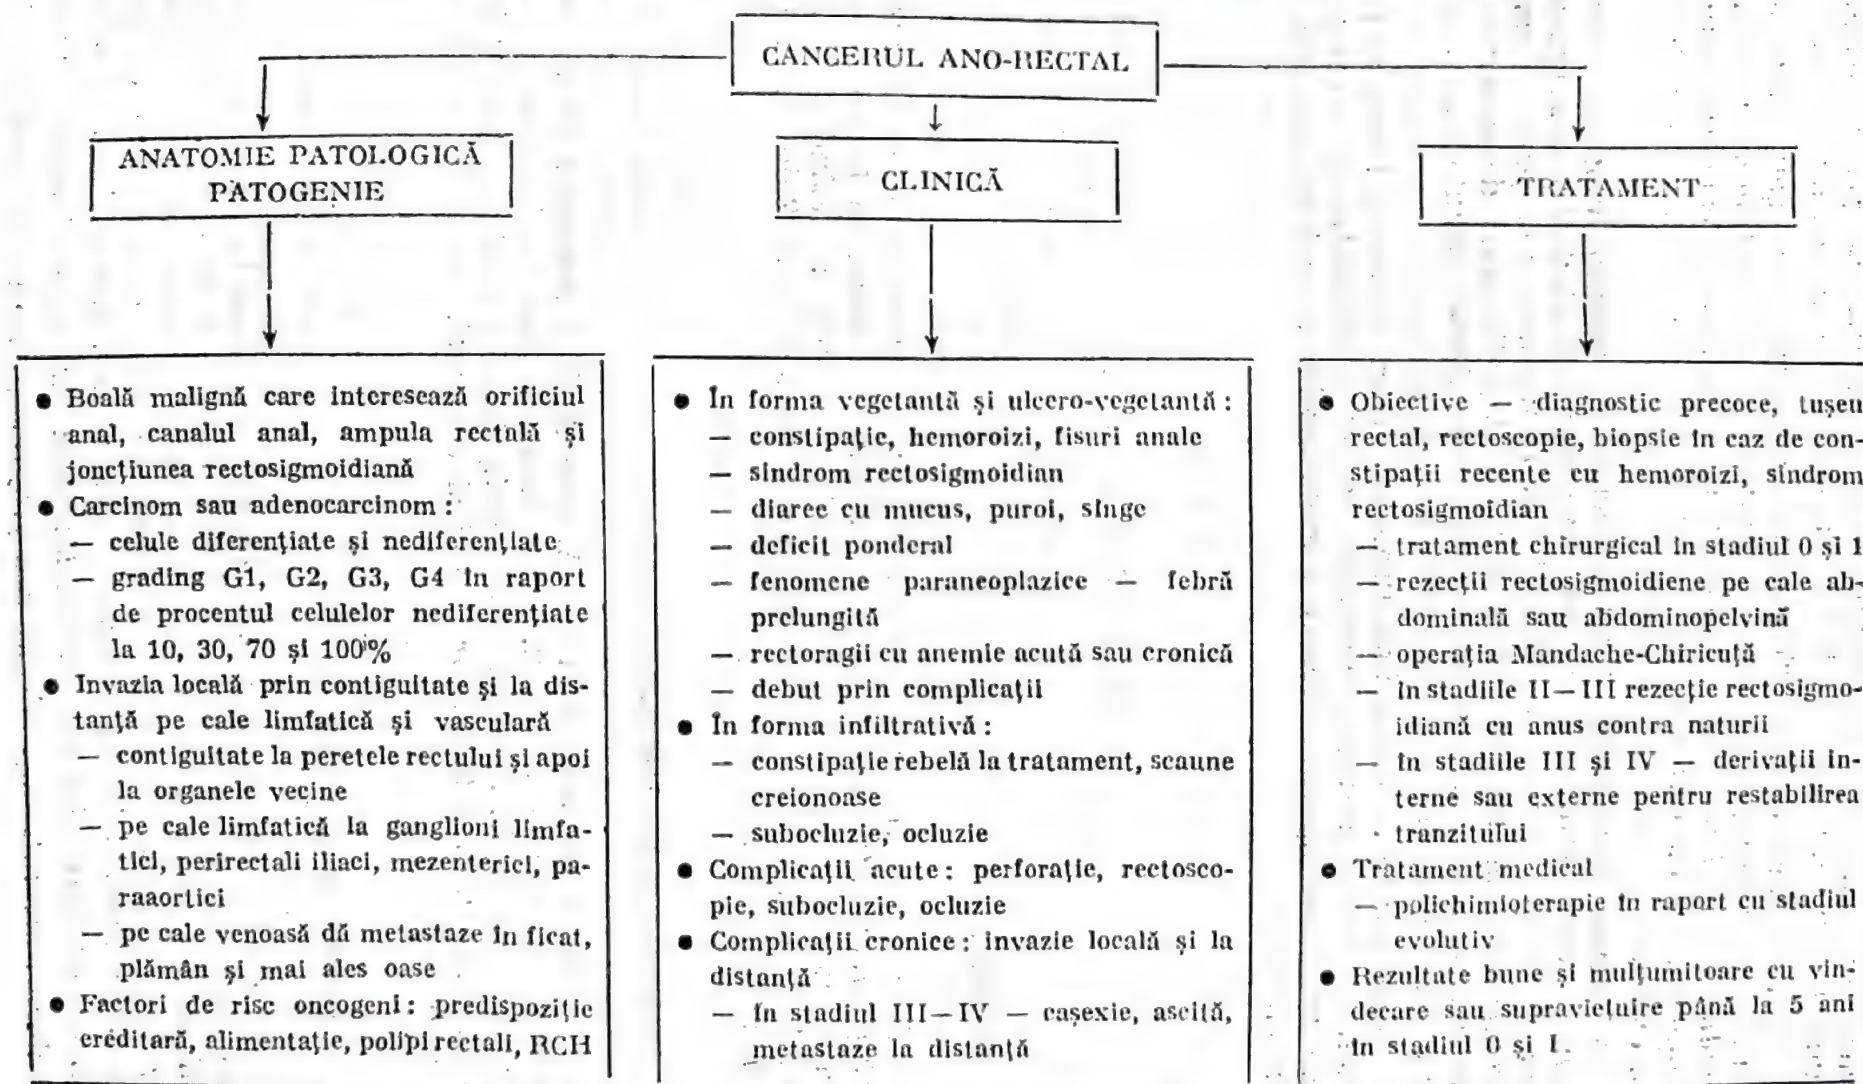 CANCERUL ANO-RECTAL
ANATOMIE PATOLOGICĂ
PATOGENIE
• Boală malignă care interesează orificiul
anal, canalul anal, ampula rectală și
joncțiunea rectosigmoidiană
• Carcinom sau adenocarcinom :
— celule diferențiate și nediferențiate
— grading G1, G2, G3, G4 în raport
de procentul celulelor nediferențiate
la 10, 30, 70 și 100%
• Invazia locală prin contiguitate și la dis-
tanță pe cale limfatică și vasculară
— contiguitate la peretele rectului și apoi
la organele vecine
— pe cale limfatică la ganglioni limfa-
tici, perirectali iliaci, mezenterici, pa-
raaortici
— pe cale venoasă dă metastaze în ficat,
plămân și mai ales oase
• Factori de risc oncogeni : predispoziție
ereditară, alimentație, polipi rectali, RCH
CLINICĂ
• În forma vegetantă și ulcero-vegetantă :
— constipație, hemoroizi, fisuri anale
— sindrom rectosigmoidian
— diaree cu mucus, puroi, sînge
— deficit ponderal
— fenomene paraneoplazice — febră
prelungită
— rectoragii cu anemie acută sau cronică
— debut prin complicații
• În forma infiltrativă :
— constipație rebelă la tratament, scaune
creionoase
— subocluzie, ocluzie
• Complicații acute : perforație, rectosco-
pie, subocluzie, ocluzie
• Complicații cronice : invazie locală și la
distanță
— în stadiul III—IV — cașexie, ascită,
metastaze la distanță
TRATAMENT
• Obiective — diagnostic precoce, tușeu
rectal, rectoscopie, biopsie în caz de con-
stipații recente cu hemoroizi, sindrom
rectosigmoidian
— tratament chirurgical în stadiul 0 și 1
— rezecții rectosigmoidiene pe cale ab-
dominală sau abdominopelvină
— operația Mandache-Chiricuță
— în stadiile II—III rezecție rectosigmo-
idiană cu anus contra naturii
— în stadiile III și IV — derivații in-
terne sau externe pentru restabilirea
tranzitului
• Tratament medical
— polichimioterapie în raport cu stadiul
evolutiv
• Rezultate bune și mulțumitoare cu vin-
decare sau supraviețuire până la 5 ani
în stadiul 0 și I.